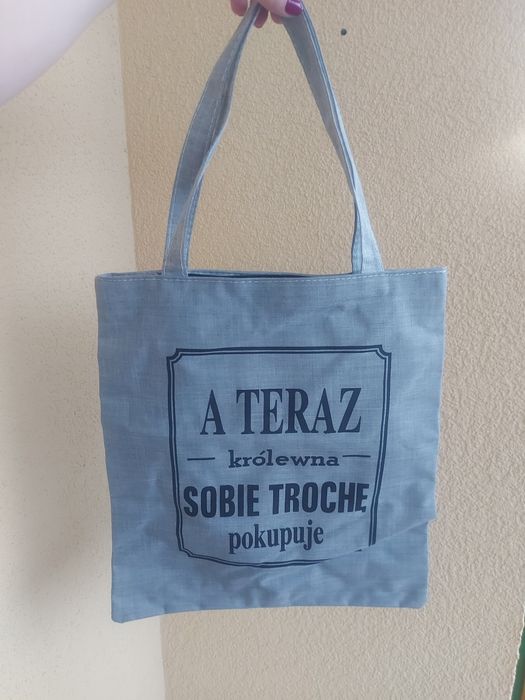 A TERAZ
królewna
SOBIE TROCHĘ
pokupuje